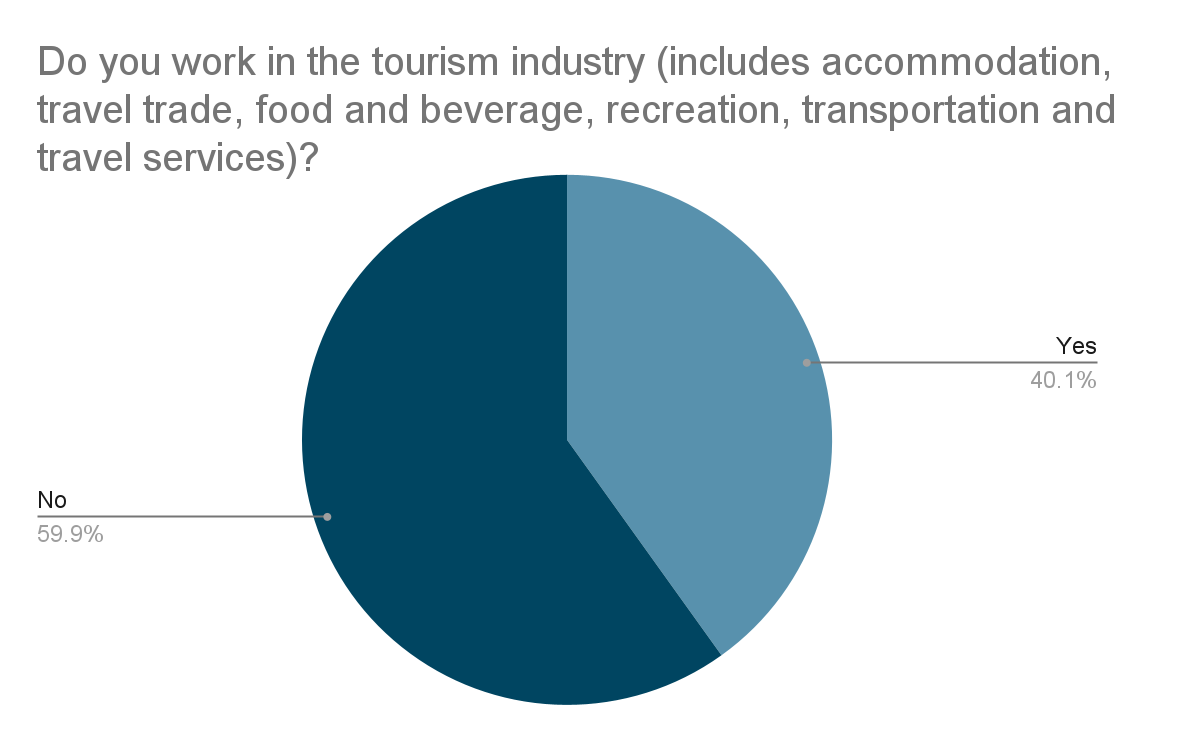 Do you work in the tourism industry (includes accommodation,
travel trade, food and beverage, recreation, transportation and
travel services)?
Yes
40.1%
No
59.9%